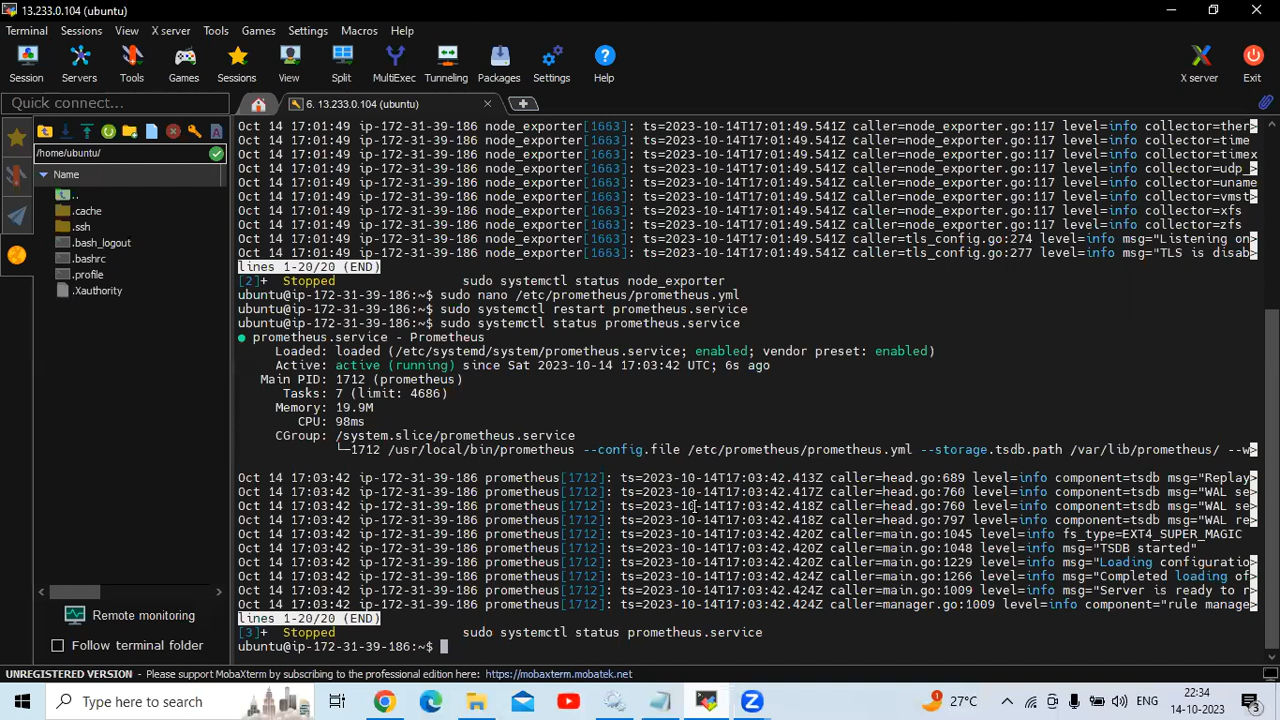 13.233.0.104 (ubuntu)
Terminal Sessions View X server Tools Games Settings Macros Help
Session Servers Tools Games Sessions View Split MultiExec Tunneling Packages Settings Help X server Exit
Quick connect...
6. 13.233.0.104 (ubuntu)
/home/ubuntu/
Name
..
.cache
.ssh
.bash_logout
.bashrc
.profile
.Xauthority
Remote monitoring
Follow terminal folder
Oct 14 17:01:49 ip-172-31-39-186 node_exporter[1663]: ts=2023-10-14T17:01:49.541Z caller=node_exporter.go:117 level=info collector=ther>
Oct 14 17:01:49 ip-172-31-39-186 node_exporter[1663]: ts=2023-10-14T17:01:49.541Z caller=node_exporter.go:117 level=info collector=time
Oct 14 17:01:49 ip-172-31-39-186 node_exporter[1663]: ts=2023-10-14T17:01:49.541Z caller=node_exporter.go:117 level=info collector=timex
Oct 14 17:01:49 ip-172-31-39-186 node_exporter[1663]: ts=2023-10-14T17:01:49.541Z caller=node_exporter.go:117 level=info collector=udp_>
Oct 14 17:01:49 ip-172-31-39-186 node_exporter[1663]: ts=2023-10-14T17:01:49.541Z caller=node_exporter.go:117 level=info collector=uname
Oct 14 17:01:49 ip-172-31-39-186 node_exporter[1663]: ts=2023-10-14T17:01:49.541Z caller=node_exporter.go:117 level=info collector=vmst>
Oct 14 17:01:49 ip-172-31-39-186 node_exporter[1663]: ts=2023-10-14T17:01:49.541Z caller=node_exporter.go:117 level=info collector=xfs
Oct 14 17:01:49 ip-172-31-39-186 node_exporter[1663]: ts=2023-10-14T17:01:49.541Z caller=node_exporter.go:117 level=info collector=zfs
Oct 14 17:01:49 ip-172-31-39-186 node_exporter[1663]: ts=2023-10-14T17:01:49.541Z caller=tls_config.go:274 level=info msg="Listening on>
Oct 14 17:01:49 ip-172-31-39-186 node_exporter[1663]: ts=2023-10-14T17:01:49.541Z caller=tls_config.go:277 level=info msg="TLS is disab>
lines 1-20/20 (END)
[2]+ Stopped sudo systemctl status node_exporter
ubuntu@ip-172-31-39-186:~$ sudo nano /etc/prometheus/prometheus.yml
ubuntu@ip-172-31-39-186:~$ sudo systemctl restart prometheus.service
ubuntu@ip-172-31-39-186:~$ sudo systemctl status prometheus.service
● prometheus.service - Prometheus
Loaded: loaded (/etc/systemd/system/prometheus.service; enabled; vendor preset: enabled)
Active: active (running) since Sat 2023-10-14 17:03:42 UTC; 6s ago
Main PID: 1712 (prometheus)
Tasks: 7 (limit: 4686)
Memory: 19.9M
CPU: 98ms
CGroup: /system.slice/prometheus.service
└─1712 /usr/local/bin/prometheus --config.file /etc/prometheus/prometheus.yml --storage.tsdb.path /var/lib/prometheus/ --w>
Oct 14 17:03:42 ip-172-31-39-186 prometheus[1712]: ts=2023-10-14T17:03:42.413Z caller=head.go:689 level=info component=tsdb msg="Replay>
Oct 14 17:03:42 ip-172-31-39-186 prometheus[1712]: ts=2023-10-14T17:03:42.417Z caller=head.go:760 level=info component=tsdb msg="WAL se>
Oct 14 17:03:42 ip-172-31-39-186 prometheus[1712]: ts=2023-10-14T17:03:42.418Z caller=head.go:760 level=info component=tsdb msg="WAL se>
Oct 14 17:03:42 ip-172-31-39-186 prometheus[1712]: ts=2023-10-14T17:03:42.418Z caller=head.go:797 level=info component=tsdb msg="WAL re>
Oct 14 17:03:42 ip-172-31-39-186 prometheus[1712]: ts=2023-10-14T17:03:42.420Z caller=main.go:1045 level=info fs_type=EXT4_SUPER_MAGIC
Oct 14 17:03:42 ip-172-31-39-186 prometheus[1712]: ts=2023-10-14T17:03:42.420Z caller=main.go:1048 level=info msg="TSDB started"
Oct 14 17:03:42 ip-172-31-39-186 prometheus[1712]: ts=2023-10-14T17:03:42.420Z caller=main.go:1229 level=info msg="Loading configuratio>
Oct 14 17:03:42 ip-172-31-39-186 prometheus[1712]: ts=2023-10-14T17:03:42.424Z caller=main.go:1266 level=info msg="Completed loading of>
Oct 14 17:03:42 ip-172-31-39-186 prometheus[1712]: ts=2023-10-14T17:03:42.424Z caller=main.go:1009 level=info msg="Server is ready to r>
Oct 14 17:03:42 ip-172-31-39-186 prometheus[1712]: ts=2023-10-14T17:03:42.424Z caller=manager.go:1009 level=info component="rule manage>
lines 1-20/20 (END)
[3]+ Stopped sudo systemctl status prometheus.service
ubuntu@ip-172-31-39-186:~$
UNREGISTERED VERSION - Please support MobaXterm by subscribing to the professional edition here: https://mobaxterm.mobatek.net
Type here to search
27°C
ENG
22:34
14-10-2023
3